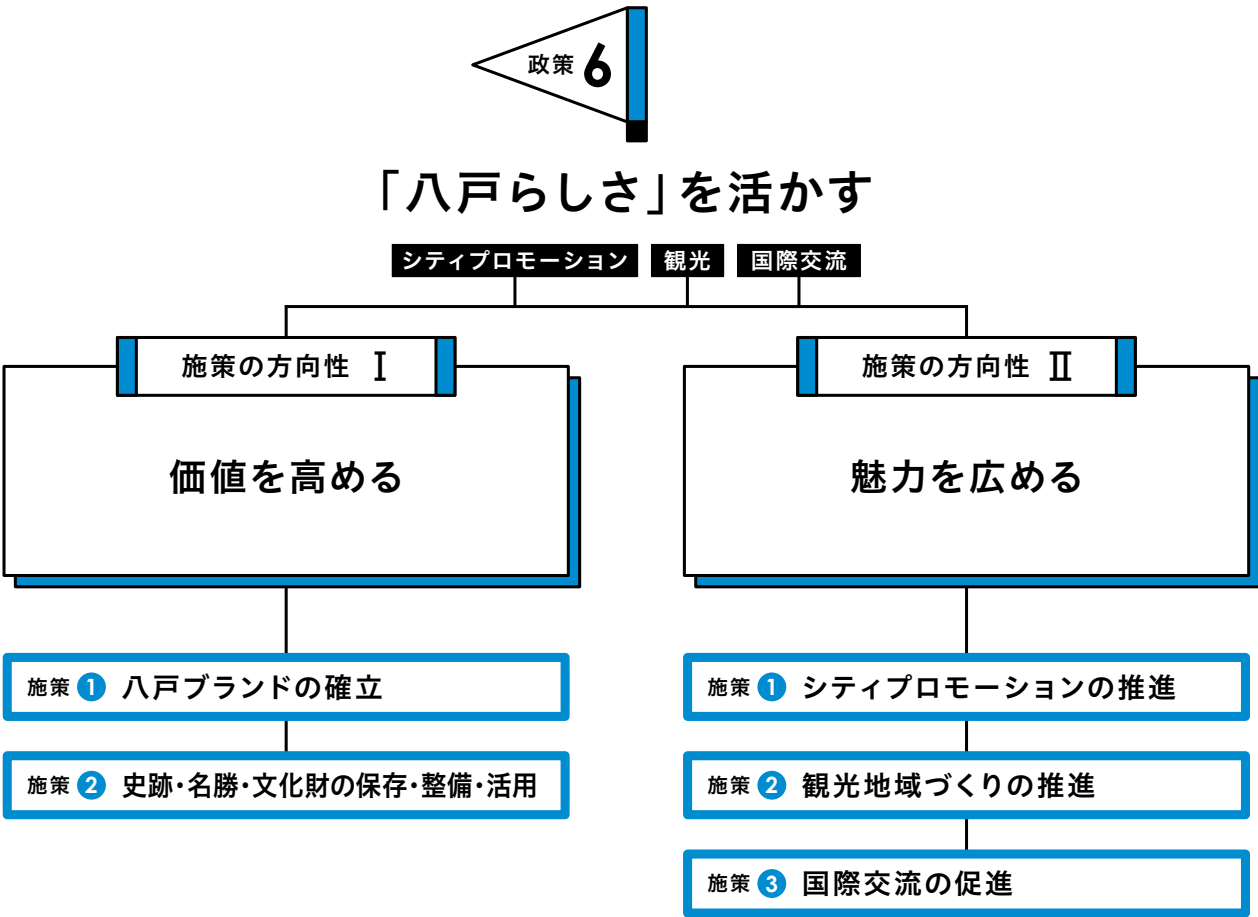 政策 6
「八戸らしさ」を活かす
シティプロモーション 観光 国際交流
施策の方向性 Ⅰ
価値を高める
施策 1 八戸ブランドの確立
施策 2 史跡・名勝・文化財の保存・整備・活用
施策の方向性 Ⅱ
魅力を広める
施策 1 シティプロモーションの推進
施策 2 観光地域づくりの推進
施策 3 国際交流の促進